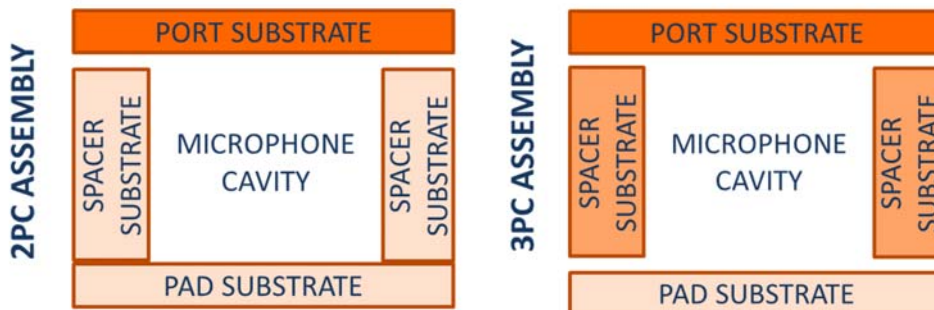 2PC ASSEMBLY
PORT SUBSTRATE
SPACER
SUBSTRATE
MICROPHONE
CAVITY
SPACER
SUBSTRATE
PAD SUBSTRATE
3PC ASSEMBLY
PORT SUBSTRATE
SPACER
SUBSTRATE
MICROPHONE
CAVITY
SPACER
SUBSTRATE
PAD SUBSTRATE